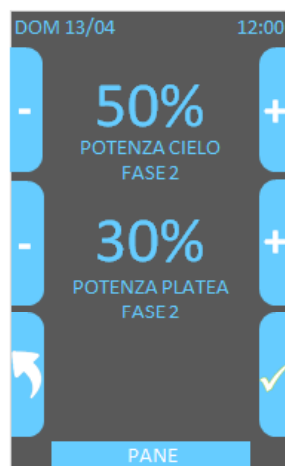 DOM 13/04 12:00
- 50% +
POTENZA CIELO
FASE 2
- 30% +
POTENZA PLATEA
FASE 2
PANE